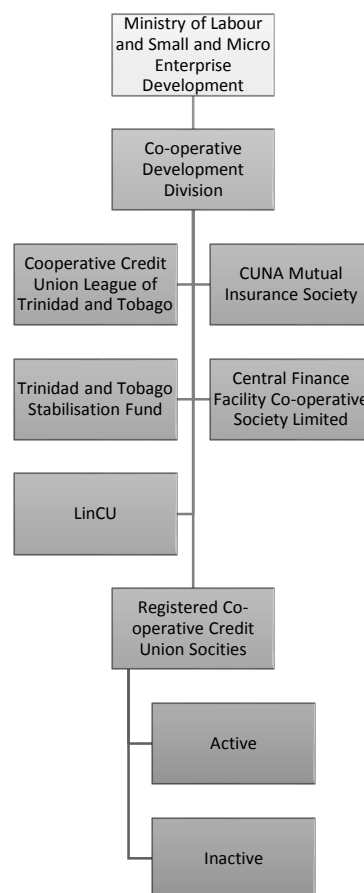 Ministry of Labour
and Small and Micro
Enterprise
Development
Co-operative
Development
Division
Cooperative Credit
Union League of
Trinidad and Tobago
CUNA Mutual
Insurance Society
Trinidad and Tobago
Stabilisation Fund
Central Finance
Facility Co-operative
Society Limited
LinCU
Registered Co-
operative Credit
Union Socities
Active
Inactive